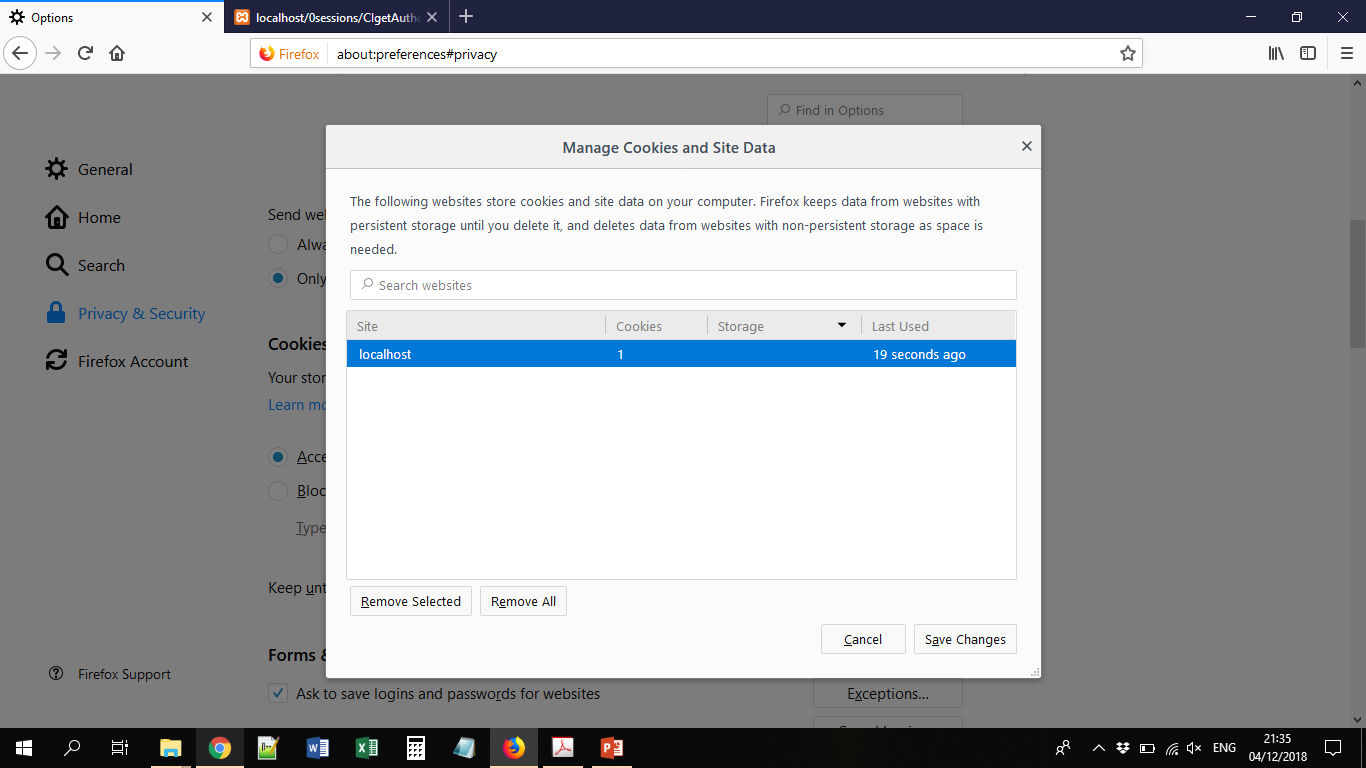 Options
localhost/0sessions/CIgetAutho
Firefox about:preferences#privacy
Find in Options
General
Home
Search
Privacy & Security
Firefox Account
Firefox Support
Send wel
Alwa
Only
Cookies
Your stor
Learn mo
Acce
Bloc
Type
Keep unt
Forms &
Ask to save logins and passwords for websites
Exceptions...
Manage Cookies and Site Data
The following websites store cookies and site data on your computer. Firefox keeps data from websites with
persistent storage until you delete it, and deletes data from websites with non-persistent storage as space is
needed.
Search websites
Site Cookies Storage Last Used
localhost 1 19 seconds ago
Remove Selected Remove All
Cancel Save Changes
ENG
21:35
04/12/2018